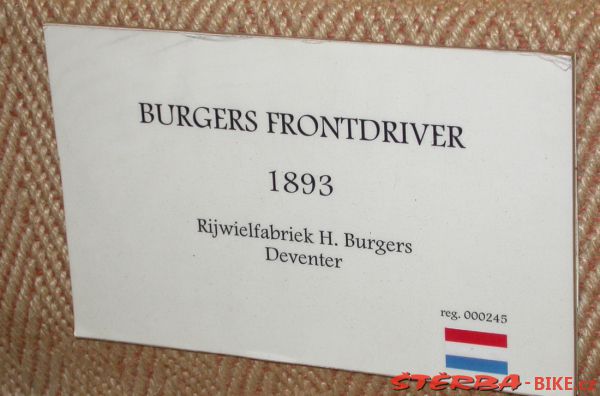 BURGERS FRONTDRIVER
1893
Rijwielfabriek H. Burgers
Deventer
reg. 000245
ŠTĚRBA-BIKE.cz